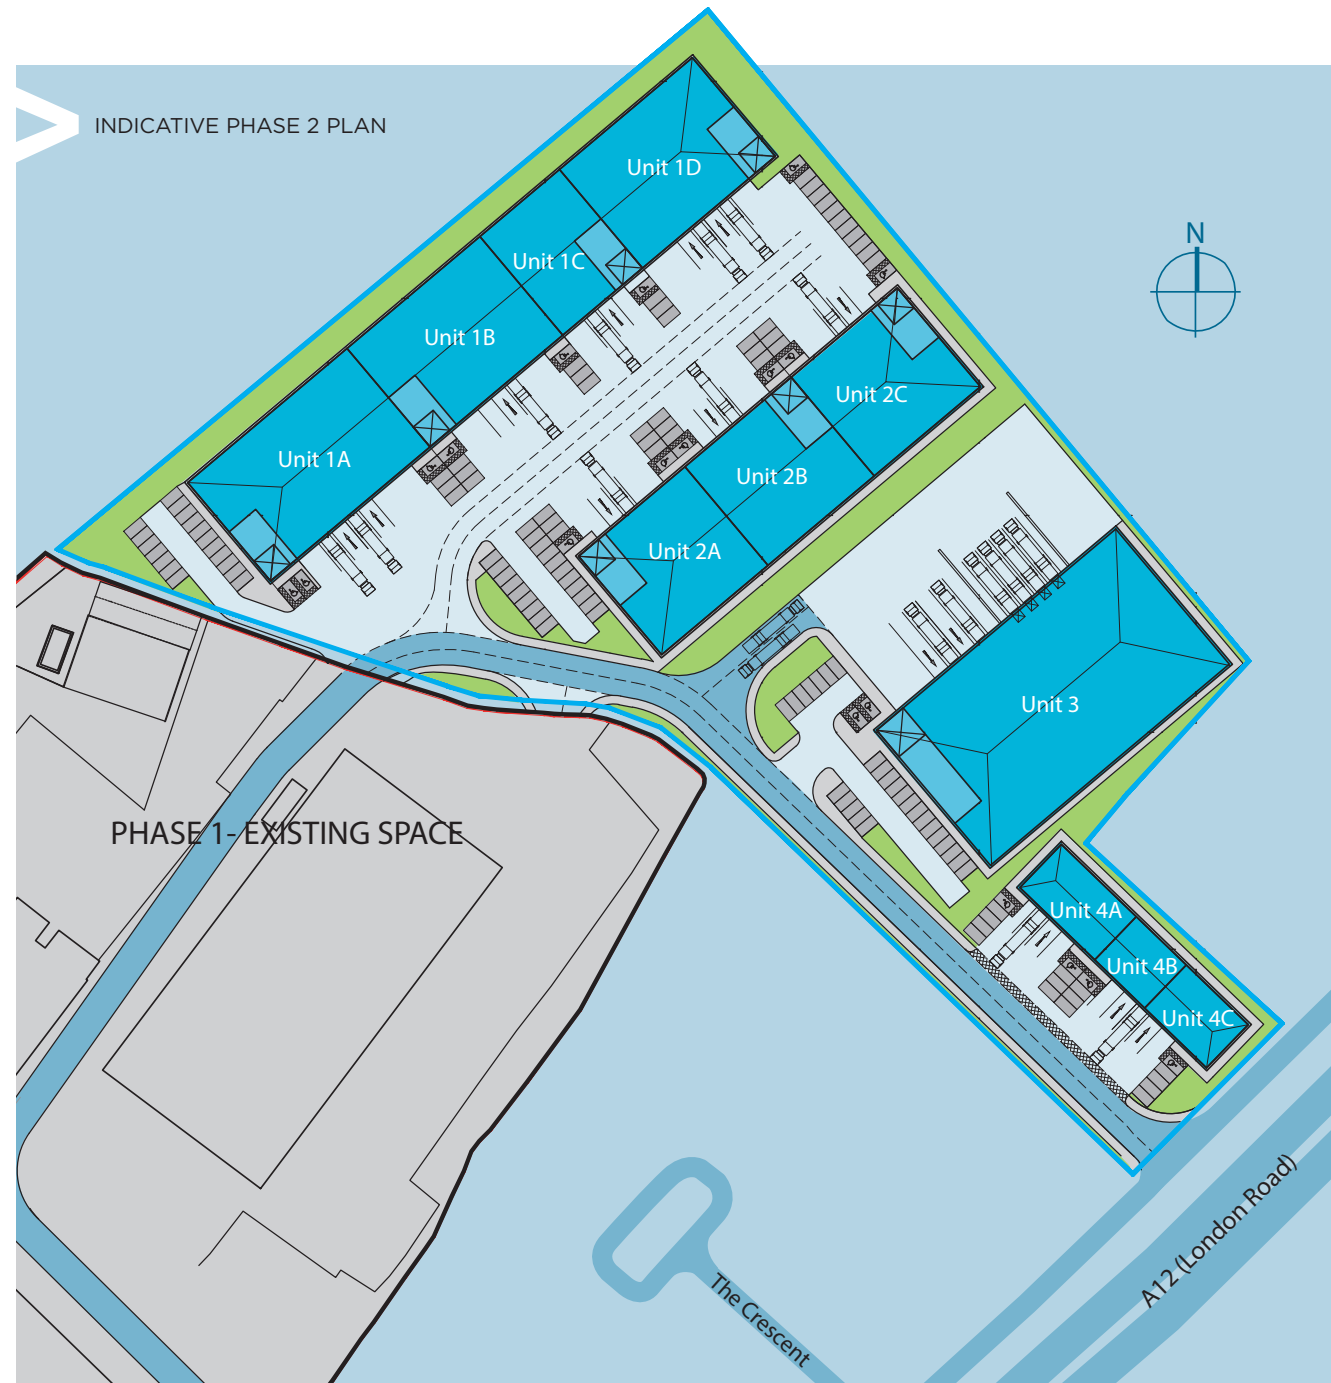 INDICATIVE PHASE 2 PLAN
Unit 1D
N
Unit 1C
Unit 1B
Unit 2C
Unit 1A
Unit 2B
Unit 2A
Unit 3
PHASE 1- EXISTING SPACE
Unit 4A
Unit 4B
Unit 4C
A12 (London Road)
The Crescent